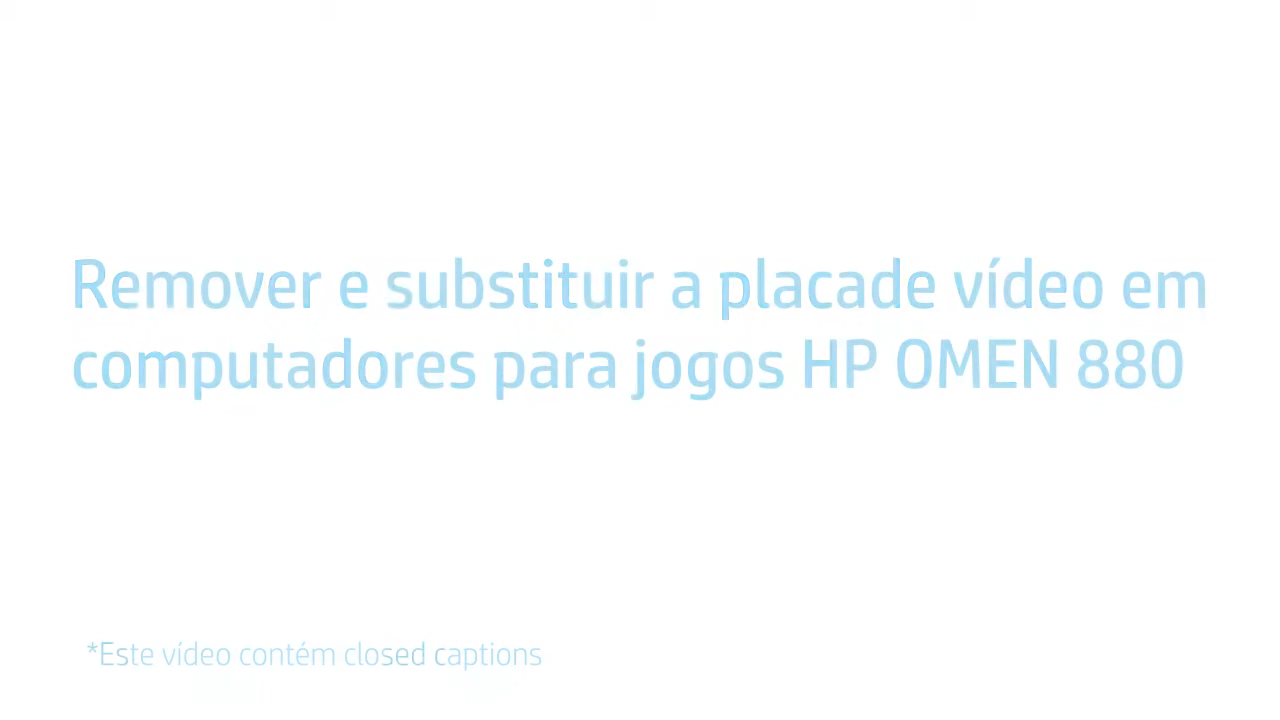 Remover e substituir a placade vídeo em
computadores para jogos HP OMEN 880
*Este vídeo contém closed captions